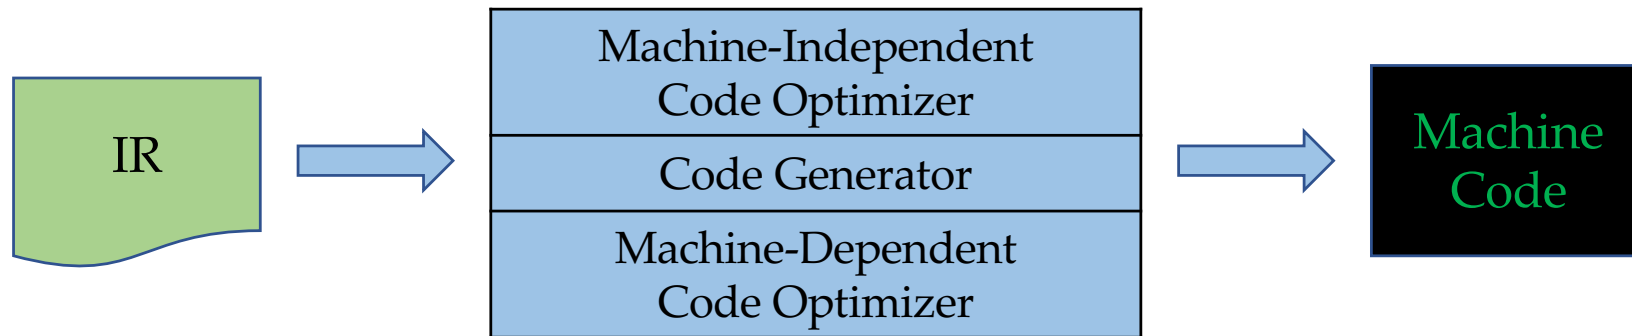 IR
Machine-Independent
Code Optimizer
Code Generator
Machine-Dependent
Code Optimizer
Machine
Code